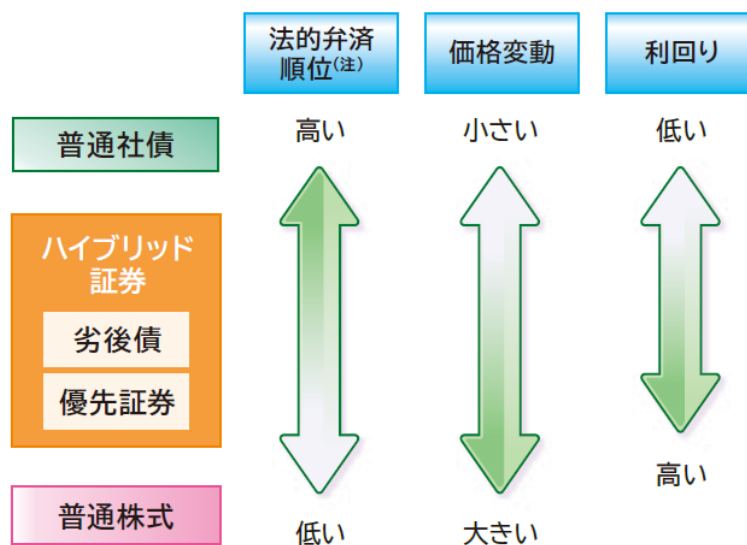 法的弁済
順位(注)
価格変動
利回り
普通社債
高い
小さい
低い
ハイブリッド
証券
劣後債
優先証券
高い
普通株式
低い
大きい